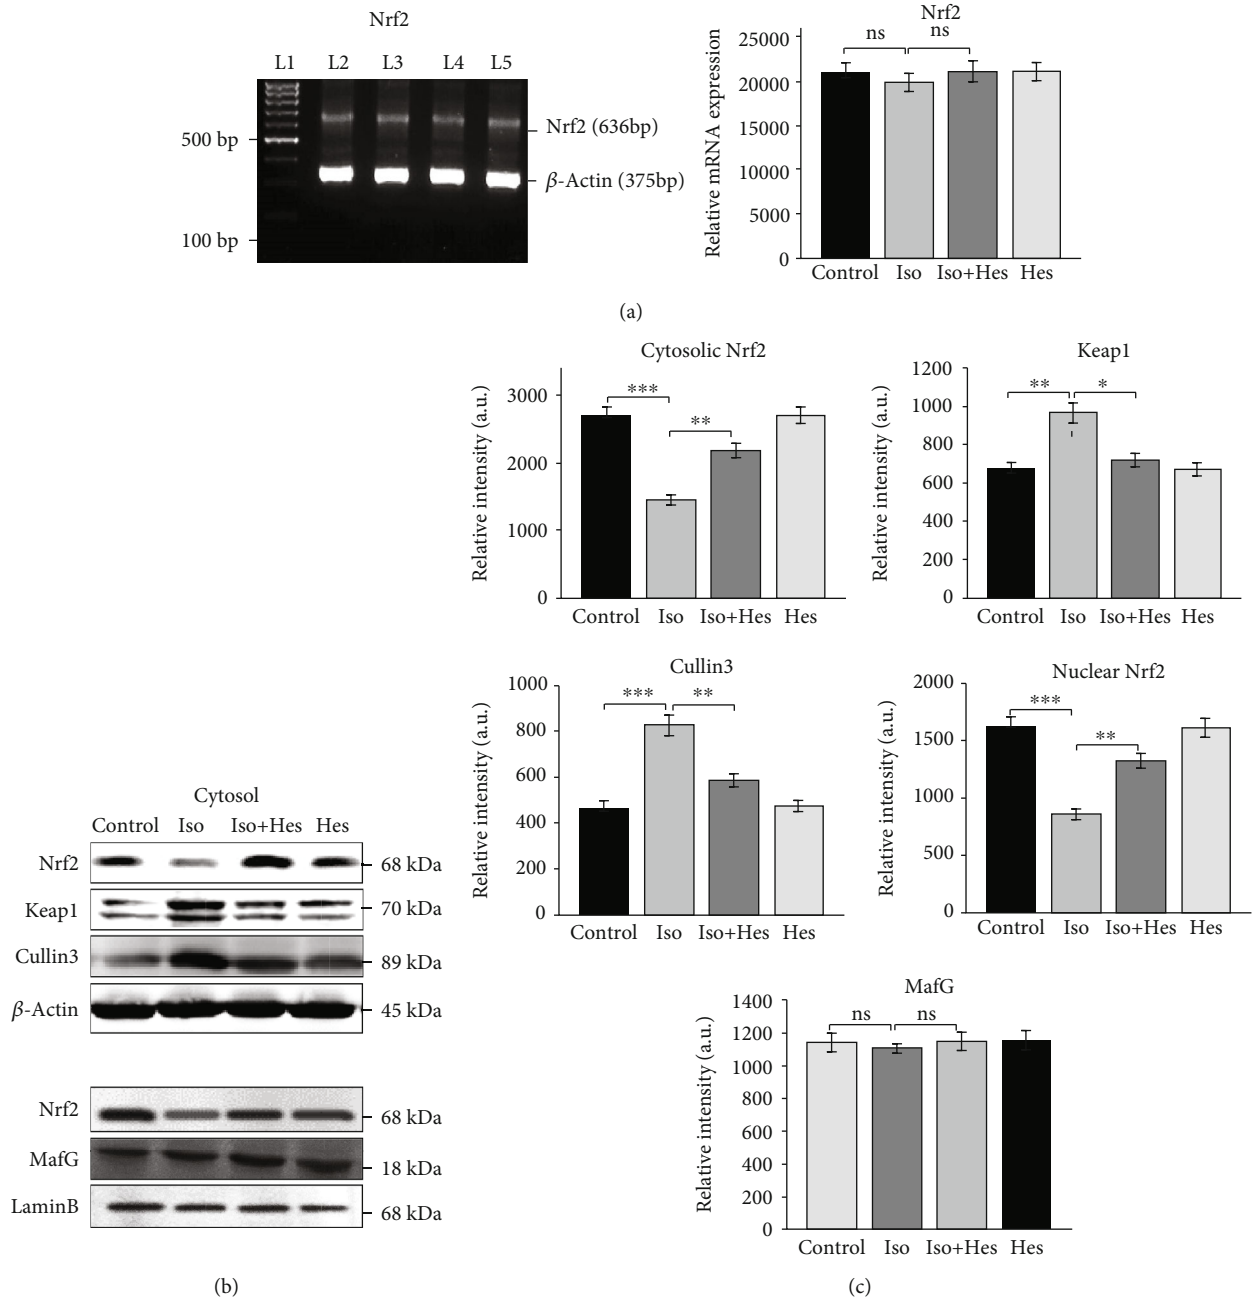 Nrf2
L1 L2 L3 L4 L5
500 bp
100 bp
Nrf2 (636bp)
β-Actin (375bp)
Nrf2
Relative mRNA expression
25000
20000
15000
10000
5000
0
ns ns
Control Iso Iso+Hes Hes
(a)
Cytosol
Control Iso Iso+Hes Hes
Nrf2 68 kDa
Keap1 70 kDa
Cullin3 89 kDa
β-Actin 45 kDa
Nrf2 68 kDa
MafG 18 kDa
LaminB 68 kDa
(b)
Cytosolic Nrf2
Relative intensity (a.u.)
3000
2000
1000
0
*** **
Control Iso Iso+Hes Hes
Keap1
Relative intensity (a.u.)
1200
1000
800
600
400
200
0
** *
Control Iso Iso+Hes Hes
Cullin3
Relative intensity (a.u.)
1000
800
600
400
200
0
*** **
Control Iso Iso+Hes Hes
Nuclear Nrf2
Relative intensity (a.u.)
2000
1500
1000
500
0
*** **
Control Iso Iso+Hes Hes
MafG
Relative intensity (a.u.)
1400
1200
1000
800
600
400
200
0
ns ns
Control Iso Iso+Hes Hes
(c)